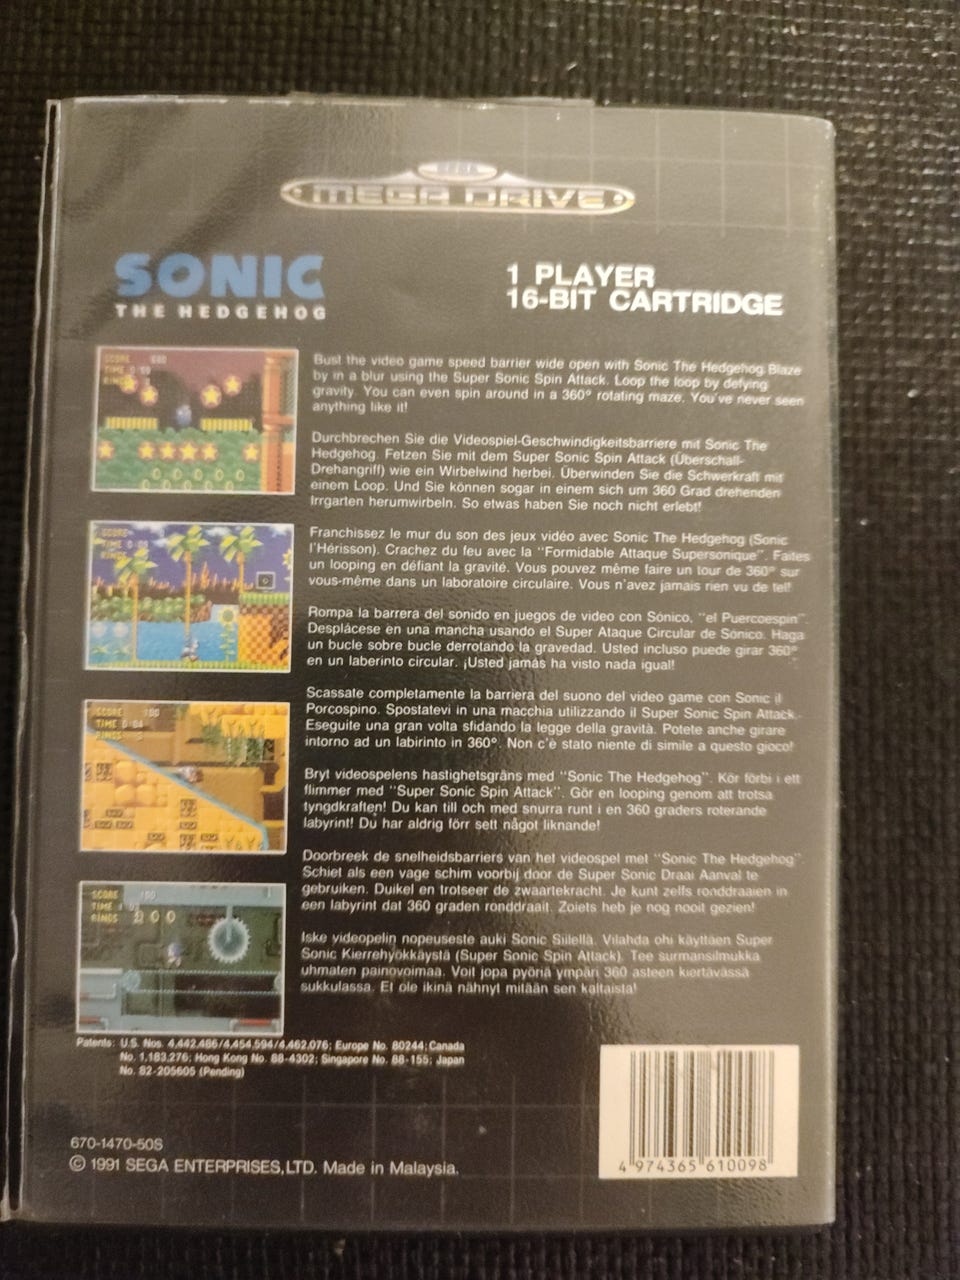 SEGA
MEGA DRIVE
SONIC
THE HEDGEHOG
1 PLAYER
16-BIT CARTRIDGE
Bust the video game speed barrier wide open with Sonic The Hedgehog. Blaze
by in a blur using the Super Sonic Spin Attack. Loop the loop by defying
gravity. You can even spin around in a 360° rotating maze. You've never seen
anything like it!
Durchbrechen Sie die Videospiel-Geschwindigkeitsbarriere mit Sonic The
Hedgehog. Fetzen Sie mit dem Super Sonic Spin Attack (Überschall-
Drehangriff) wie ein Wirbelwind herbei. Überwinden Sie die Schwerkraft mit
einem Loop. Und Sie können sogar in einem sich um 360 Grad drehenden
Irrgarten herumwirbeln. So etwas haben Sie noch nicht erlebt!
Franchissez le mur du son des jeux vidéo avec Sonic The Hedgehog (Sonic
l'Hérisson). Crachez du feu avec la "Formidable Attaque Supersonique". Faites
un looping en défiant la gravité. Vous pouvez même faire un tour de 360° sur
vous-même dans un laboratoire circulaire. Vous n'avez jamais rien vu de tel!
Rompa la barrera del sonido en juegos de video con Sónico, "el Puercoespin".
Desplácese en una mancha usando el Super Ataque Circular de Sónico. Haga
un bucle sobre bucle derrotando la gravedad. Usted incluso puede girar 360°
en un laberinto circular. ¡Usted jamás ha visto nada igual!
Scassate completamente la barriera del suono del video game con Sonic il
Porcospino. Spostatevi in una macchia utilizzando il Super Sonic Spin Attack.
Eseguite una gran volta sfidando la legge della gravità. Potete anche girare
intorno ad un labirinto in 360°. Non c'è stato niente di simile a questo gioco!
Bryt videospelens hastighetsgräns med "Sonic The Hedgehog". Kör förbi i ett
flimmer med "Super Sonic Spin Attack". Gör en looping genom att trotsa
tyngdkraften! Du kan till och med snurra runt i en 360 graders roterande
labyrint! Du har aldrig förr sett något liknande!
Doorbreek de snelheidsbarriers van het videospel met "Sonic The Hedgehog".
Schiet als een vage schim voorbij door de Super Sonic Draai Aanval te
gebruiken. Duikel en trotseer de zwaartekracht. Je kunt zelfs ronddraaien in
een labyrint dat 360 graden ronddraait. Zoiets heb je nog nooit gezien!
Iske videopelin nopeuseste auki Sonic Siilellä. Vilahda ohi käyttäen Super
Sonic Kierrehyökkäystä (Super Sonic Spin Attack). Tee surmansilmukka
uhmaten painovoimaa. Voit jopa pyöriä ympäri 360 asteen kiertävässä
sukkulassa. Et ole ikinä nähnyt mitään sen kaltaista!
SCORE
TIME
RINGS
SCORE
TIME
RINGS
SCORE 100
TIME 0:04
RINGS
SCORE 100
TIME
RINGS
Patents: U.S. Nos. 4,442,486/4,454,594/4,462,076; Europe No. 80244; Canada
No. 1,183,276; Hong Kong No. 88-4302; Singapore No. 88-155; Japan
No. 82-205605 (Pending)
670-1470-50S
© 1991 SEGA ENTERPRISES, LTD. Made in Malaysia.
4 974365 610098